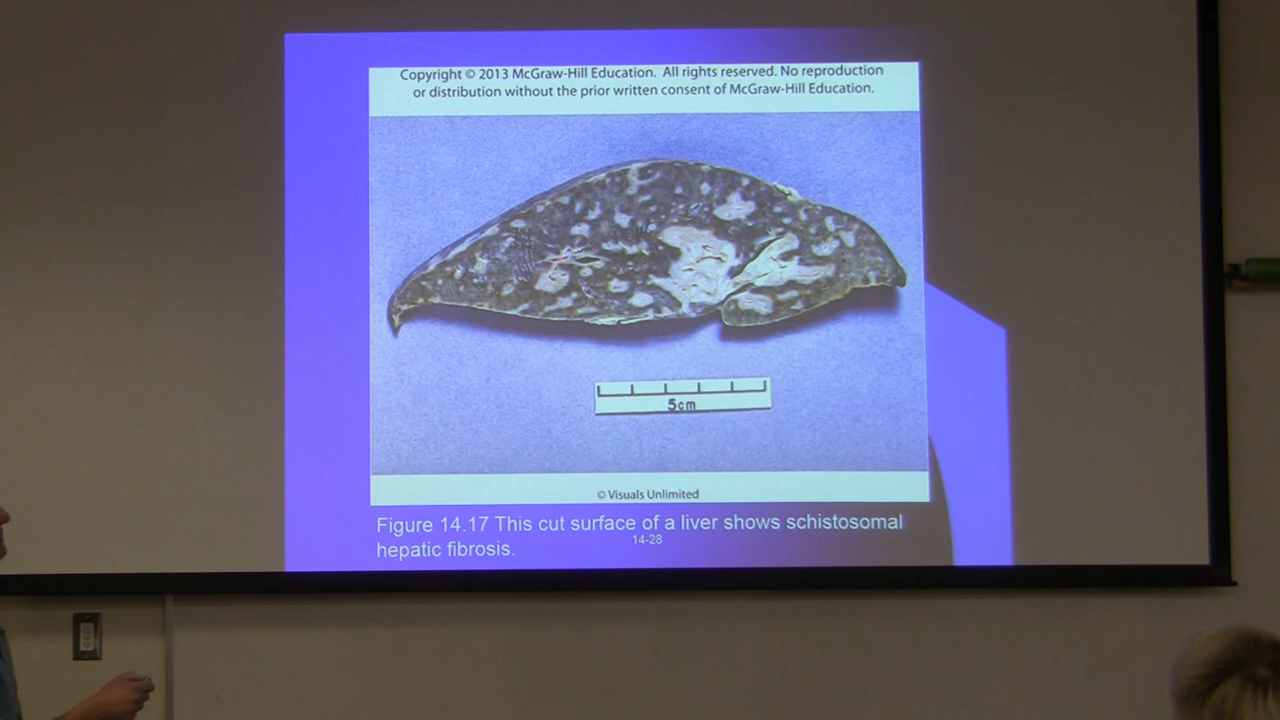 Copyright © 2013 McGraw-Hill Education. All rights reserved. No reproduction
or distribution without the prior written consent of McGraw-Hill Education.
5cm
© Visuals Unlimited
Figure 14.17 This cut surface of a liver shows schistosomal
hepatic fibrosis.
14-28